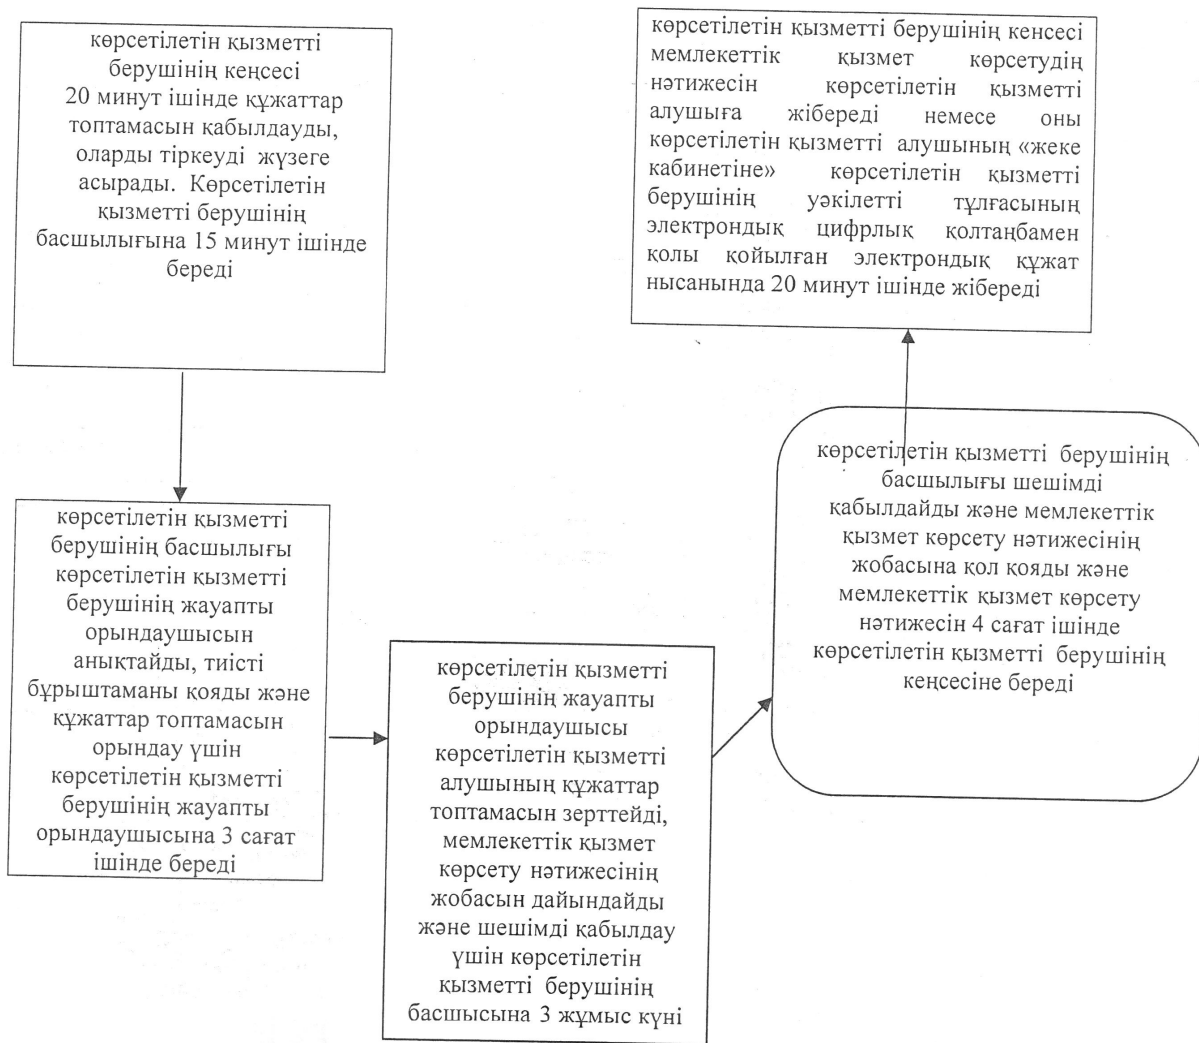 көрсетілетін қызметті
берушінің кеңсесі
20 минут ішінде құжаттар
топтамасын қабылдауды,
оларды тіркеуді жүзеге
асырады. Көрсетілетін
қызметті берушінің
басшылығына 15 минут ішінде
береді
көрсетілетін қызметті
берушінің басшылығы
көрсетілетін қызметті
берушінің жауапты
орындаушысын
анықтайды, тиісті
бұрыштаманы қояды және
құжаттар топтамасын
орындау үшін
көрсетілетін қызметті
берушінің жауапты
орындаушысына 3 сағат
ішінде береді
көрсетілетін қызметті
берушінің жауапты
орындаушысы
көрсетілетін қызметті
алушының құжаттар
топтамасын зерттейді,
мемлекеттік қызмет
көрсету нәтижесінің
жобасын дайындайды
және шешімді қабылдау
үшін көрсетілетін
қызметті берушінің
басшысына 3 жұмыс күні
көрсетілетін қызметті берушінің
басшылығы шешімді
қабылдайды және мемлекеттік
қызмет көрсету нәтижесінің
жобасына қол қояды және
мемлекеттік қызмет көрсету
нәтижесін 4 сағат ішінде
көрсетілетін қызметті берушінің
кеңсесіне береді
көрсетілетін қызметті берушінің кенсесі
мемлекеттік қызмет көрсетудің
нәтижесін көрсетілетін қызметті
алушыға жібереді немесе оны
көрсетілетін қызметті алушының «жеке
кабинетіне» көрсетілетін қызметті
берушінің уәкілетті тұлғасының
электрондық цифрлық қолтаңбамен
қолы қойылған электрондық құжат
нысанында 20 минут ішінде жібереді